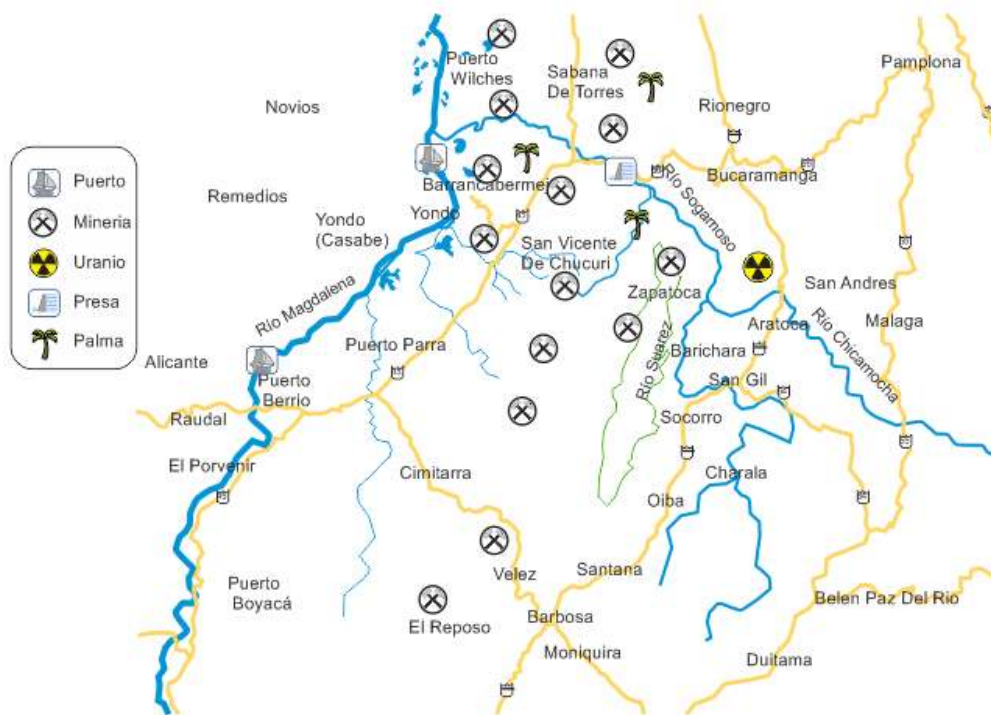 Puerto
Mineria
Uranio
Presa
Palma
Pamplona
Puerto
Wilches
Sabana
De Torres
Novios
Rionegro
Bucaramanga
Barrancabermej
Remedios
Yondo
(Casabe)
Yondo
Río Sogamoso
San Vicente
De Chucuri
Zapatoca
San Andres
Río Magdalena
Aratoca
Malaga
Río Chicamocha
Puerto Parra
Barichara
Río Suarez
Alicante
Puerto
Berrio
San Gil
Raudal
Socorro
El Porvenir
Cimitarra
Charala
Oiba
Puerto
Boyacá
Velez
Santana
El Reposo
Barbosa
Belen Paz Del Rio
Moniquira
Duitama